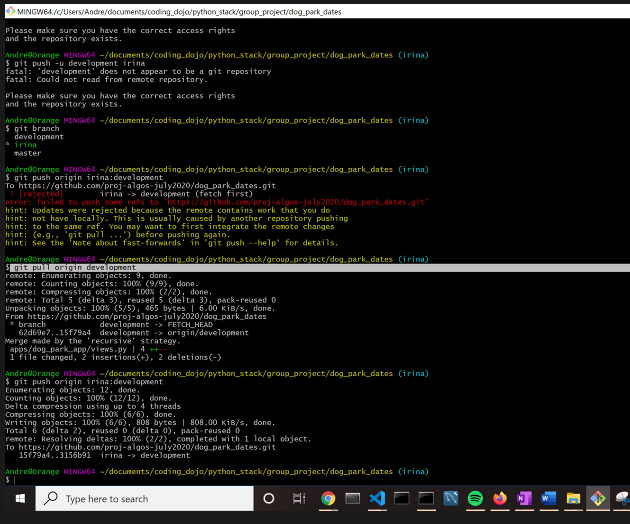 MINGW64:/c/Users/Andre/documents/coding_dojo/python_stack/group_project/dog_park_dates
Please make sure you have the correct access rights
and the repository exists.
Andre@Orange MINGW64 ~/documents/coding_dojo/python_stack/group_project/dog_park_dates (irina)
$ git push -u development irina
fatal: 'development' does not appear to be a git repository
fatal: Could not read from remote repository.
Please make sure you have the correct access rights
and the repository exists.
Andre@Orange MINGW64 ~/documents/coding_dojo/python_stack/group_project/dog_park_dates (irina)
$ git branch
development
* irina
master
Andre@Orange MINGW64 ~/documents/coding_dojo/python_stack/group_project/dog_park_dates (irina)
$ git push origin irina:development
To https://github.com/proj-algos-july2020/dog_park_dates.git
! [rejected] irina -> development (fetch first)
error: failed to push some refs to 'https://github.com/proj-algos-july2020/dog_park_dates.git'
hint: Updates were rejected because the remote contains work that you do
hint: not have locally. This is usually caused by another repository pushing
hint: to the same ref. You may want to first integrate the remote changes
hint: (e.g., 'git pull ...') before pushing again.
hint: See the 'Note about fast-forwards' in 'git push --help' for details.
Andre@Orange MINGW64 ~/documents/coding_dojo/python_stack/group_project/dog_park_dates (irina)
$ git pull origin development
remote: Enumerating objects: 9, done.
remote: Counting objects: 100% (9/9), done.
remote: Compressing objects: 100% (2/2), done.
remote: Total 5 (delta 3), reused 5 (delta 3), pack-reused 0
Unpacking objects: 100% (5/5), 465 bytes | 6.00 KiB/s, done.
From https://github.com/proj-algos-july2020/dog_park_dates
* branch development -> FETCH_HEAD
62d69e7..15f79a4 development -> origin/development
Merge made by the 'recursive' strategy.
apps/dog_park_app/views.py | 4 ++--
1 file changed, 2 insertions(+), 2 deletions(-)
Andre@Orange MINGW64 ~/documents/coding_dojo/python_stack/group_project/dog_park_dates (irina)
$ git push origin irina:development
Enumerating objects: 12, done.
Counting objects: 100% (12/12), done.
Delta compression using up to 4 threads
Compressing objects: 100% (6/6), done.
Writing objects: 100% (6/6), 808 bytes | 808.00 KiB/s, done.
Total 6 (delta 2), reused 0 (delta 0), pack-reused 0
remote: Resolving deltas: 100% (2/2), completed with 1 local object.
To https://github.com/proj-algos-july2020/dog_park_dates.git
15f79a4..3156b91 irina -> development
Andre@Orange MINGW64 ~/documents/coding_dojo/python_stack/group_project/dog_park_dates (irina)
$
Type here to search